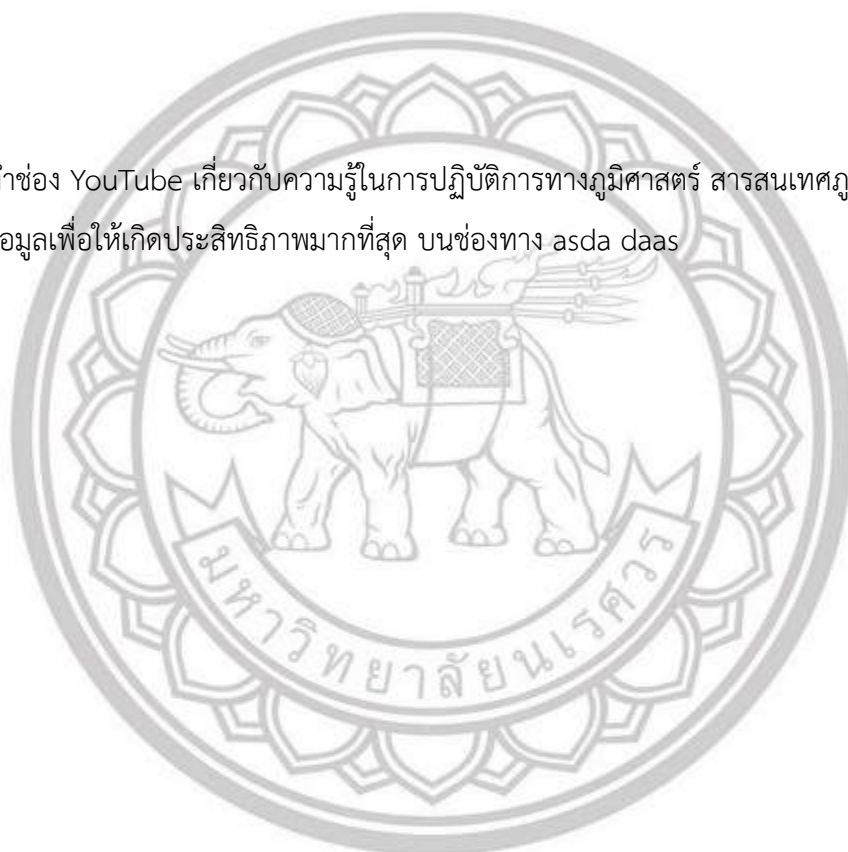 ทำช่อง YouTube เกี่ยวกับความรู้ในการปฏิบัติการทางภูมิศาสตร์ สารสนเทศภู
อมูลเพื่อให้เกิดประสิทธิภาพมากที่สุด บนช่องทาง asda daas
มหาวิทยาลัยนเรศวร